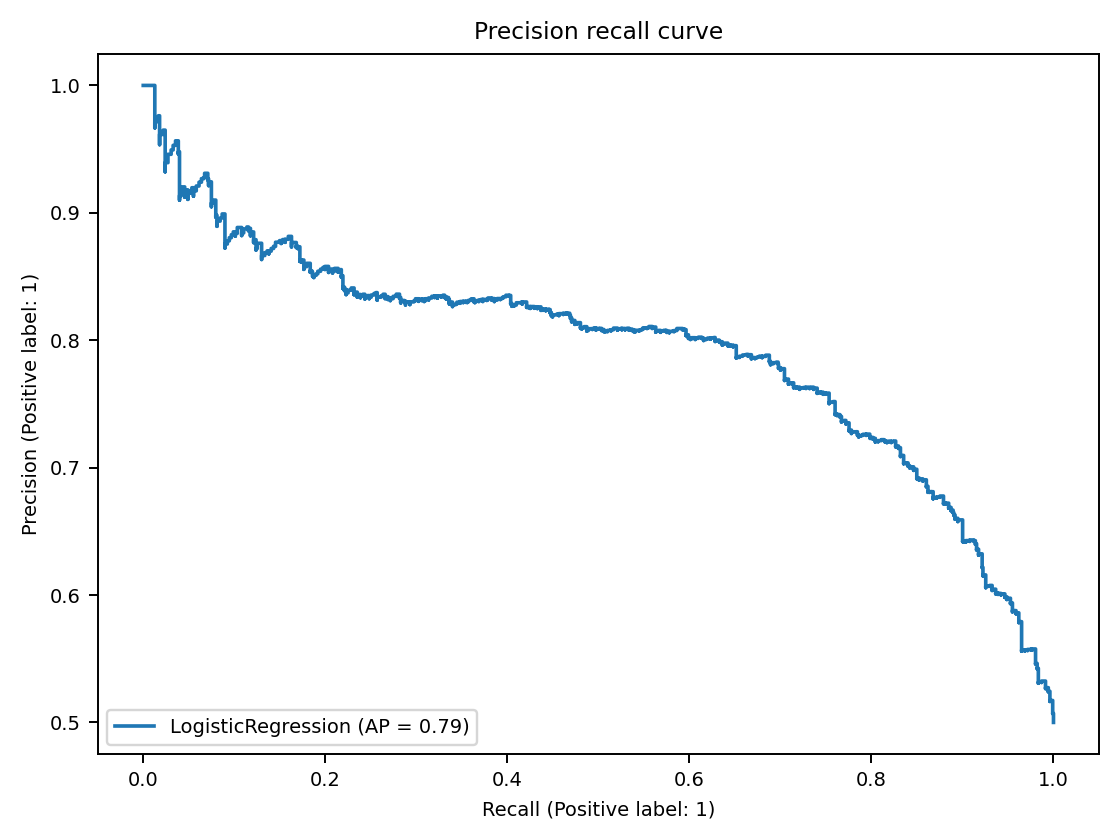 Precision recall curve
1.0
0.9
0.8
0.7
0.6
0.5
Precision (Positive label: 1)
LogisticRegression (AP = 0.79)
0.0 0.2 0.4 0.6 0.8 1.0
Recall (Positive label: 1)